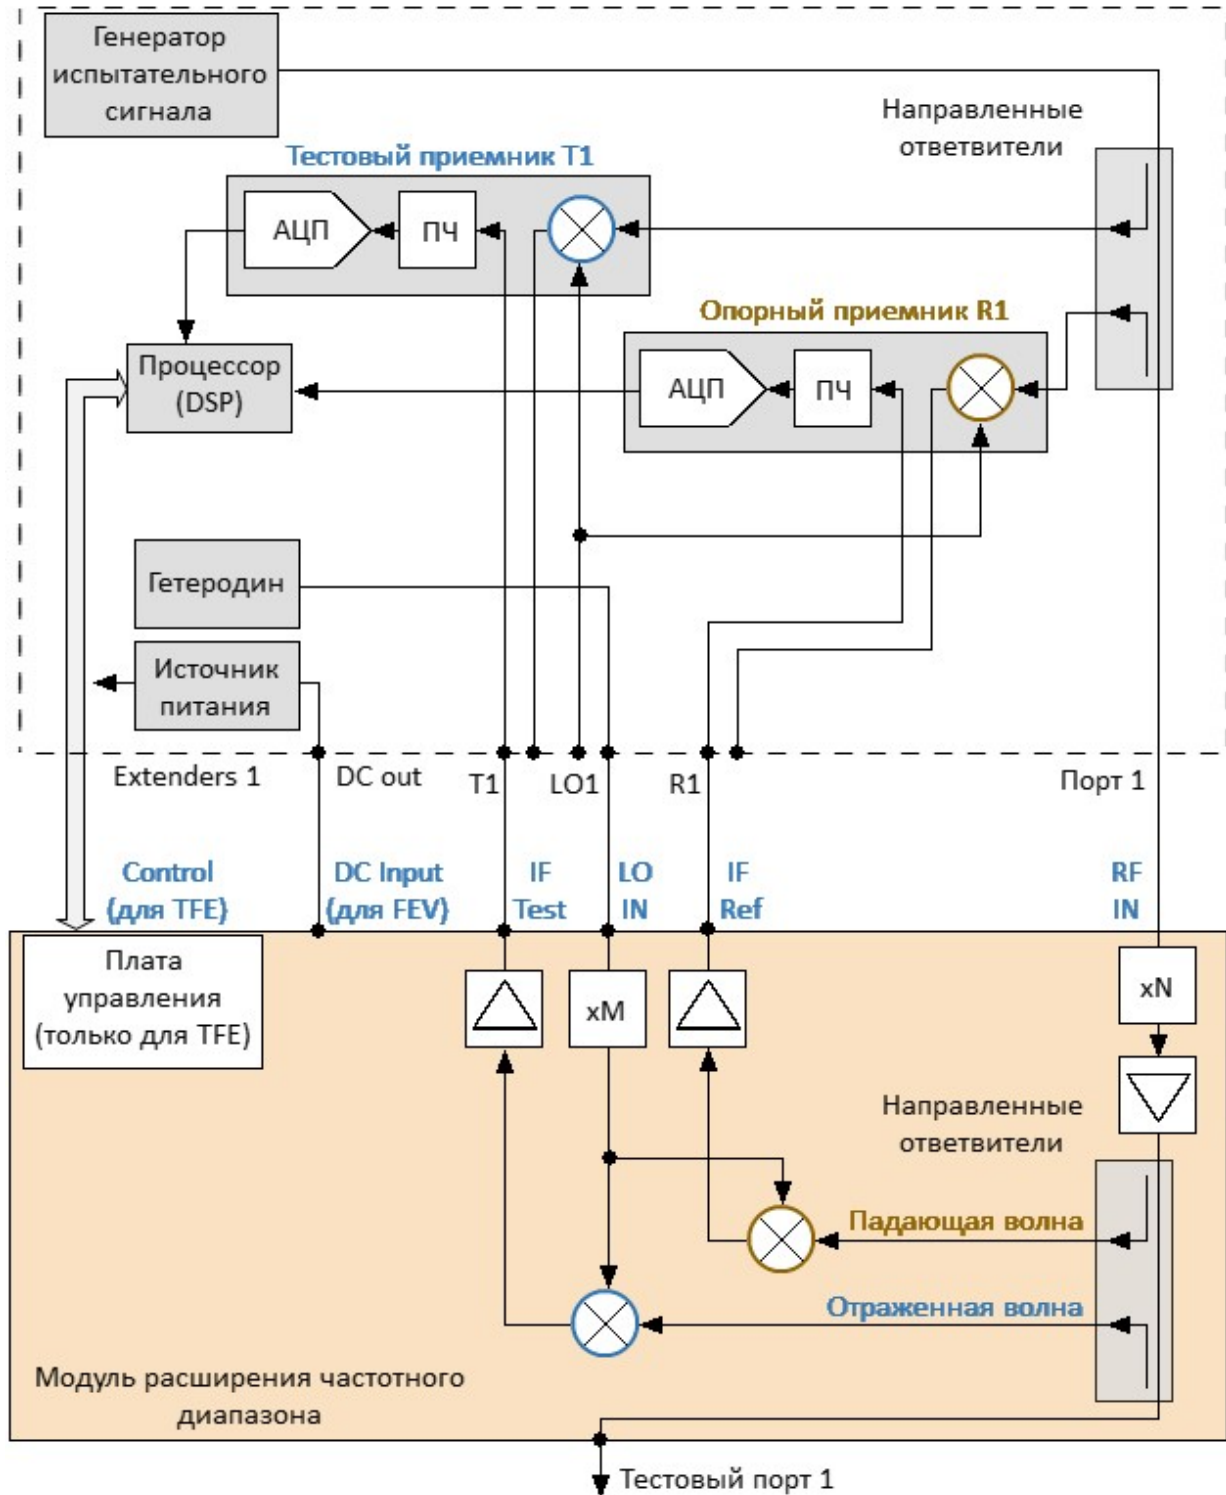 Генератор
испытательного
сигнала
Направленные
ответвители
Тестовый приемник T1
АЦП
ПЧ
Опорный приемник R1
Процессор
(DSP)
АЦП
ПЧ
Гетеродин
Источник
питания
Extenders 1
DC out
T1
LO1
R1
Порт 1
Control
(для TFE)
DC Input
(для FEV)
IF
Test
LO
IN
IF
Ref
RF
IN
Плата
управления
(только для TFE)
xM
xN
Направленные
ответвители
Падающая волна
Отраженная волна
Модуль расширения частотного
диапазона
Тестовый порт 1